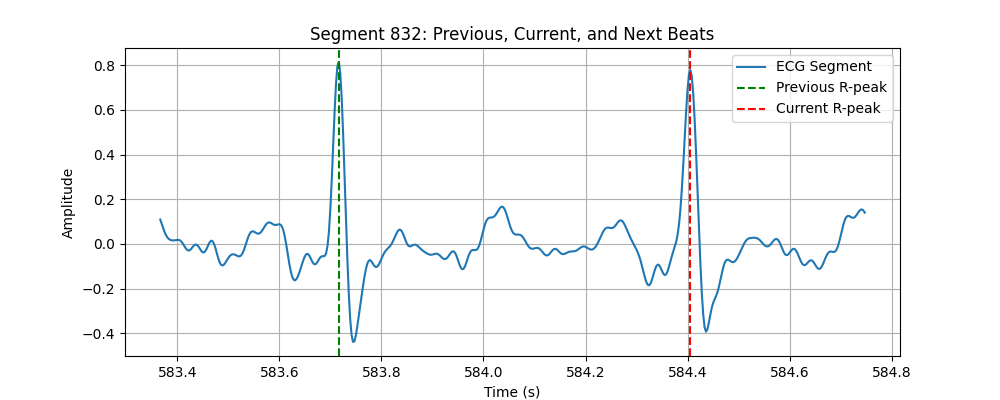 Segment 832: Previous, Current, and Next Beats
ECG Segment
Previous R-peak
Current R-peak
Amplitude
0.8
0.6
0.4
0.2
0.0
−0.2
−0.4
583.4 583.6 583.8 584.0 584.2 584.4 584.6 584.8
Time (s)